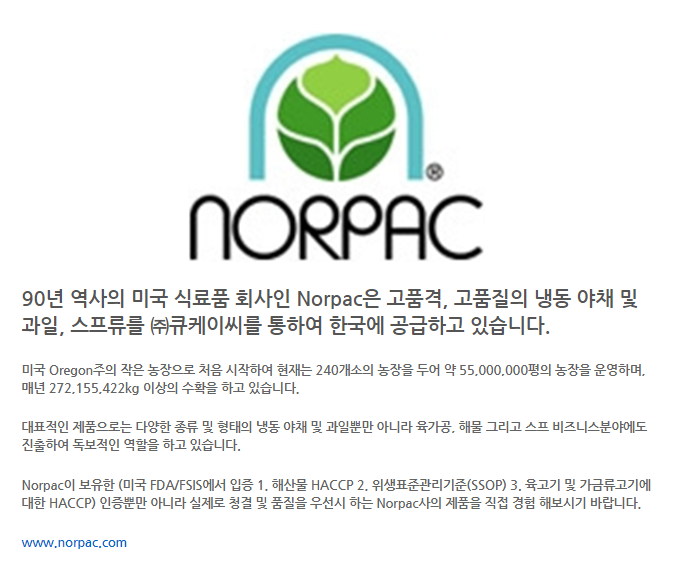 NORPAC®
90년 역사의 미국 식료품 회사인 Norpac은 고품격, 고품질의 냉동 야채 및
과일, 스프류를 ㈜큐케이씨를 통하여 한국에 공급하고 있습니다.
미국 Oregon주의 작은 농장으로 처음 시작하여 현재는 240개소의 농장을 두어 약 55,000,000평의 농장을 운영하며,
매년 272,155,422kg 이상의 수확을 하고 있습니다.
대표적인 제품으로는 다양한 종류 및 형태의 냉동 야채 및 과일뿐만 아니라 육가공, 해물 그리고 스프 비즈니스분야에도
진출하여 독보적인 역할을 하고 있습니다.
Norpac이 보유한 (미국 FDA/FSIS에서 입증 1. 해산물 HACCP 2. 위생표준관리기준(SSOP) 3. 육고기 및 가금류고기에
대한 HACCP) 인증뿐만 아니라 실제로 청결 및 품질을 우선시 하는 Norpac사의 제품을 직접 경험 해보시기 바랍니다.
www.norpac.com